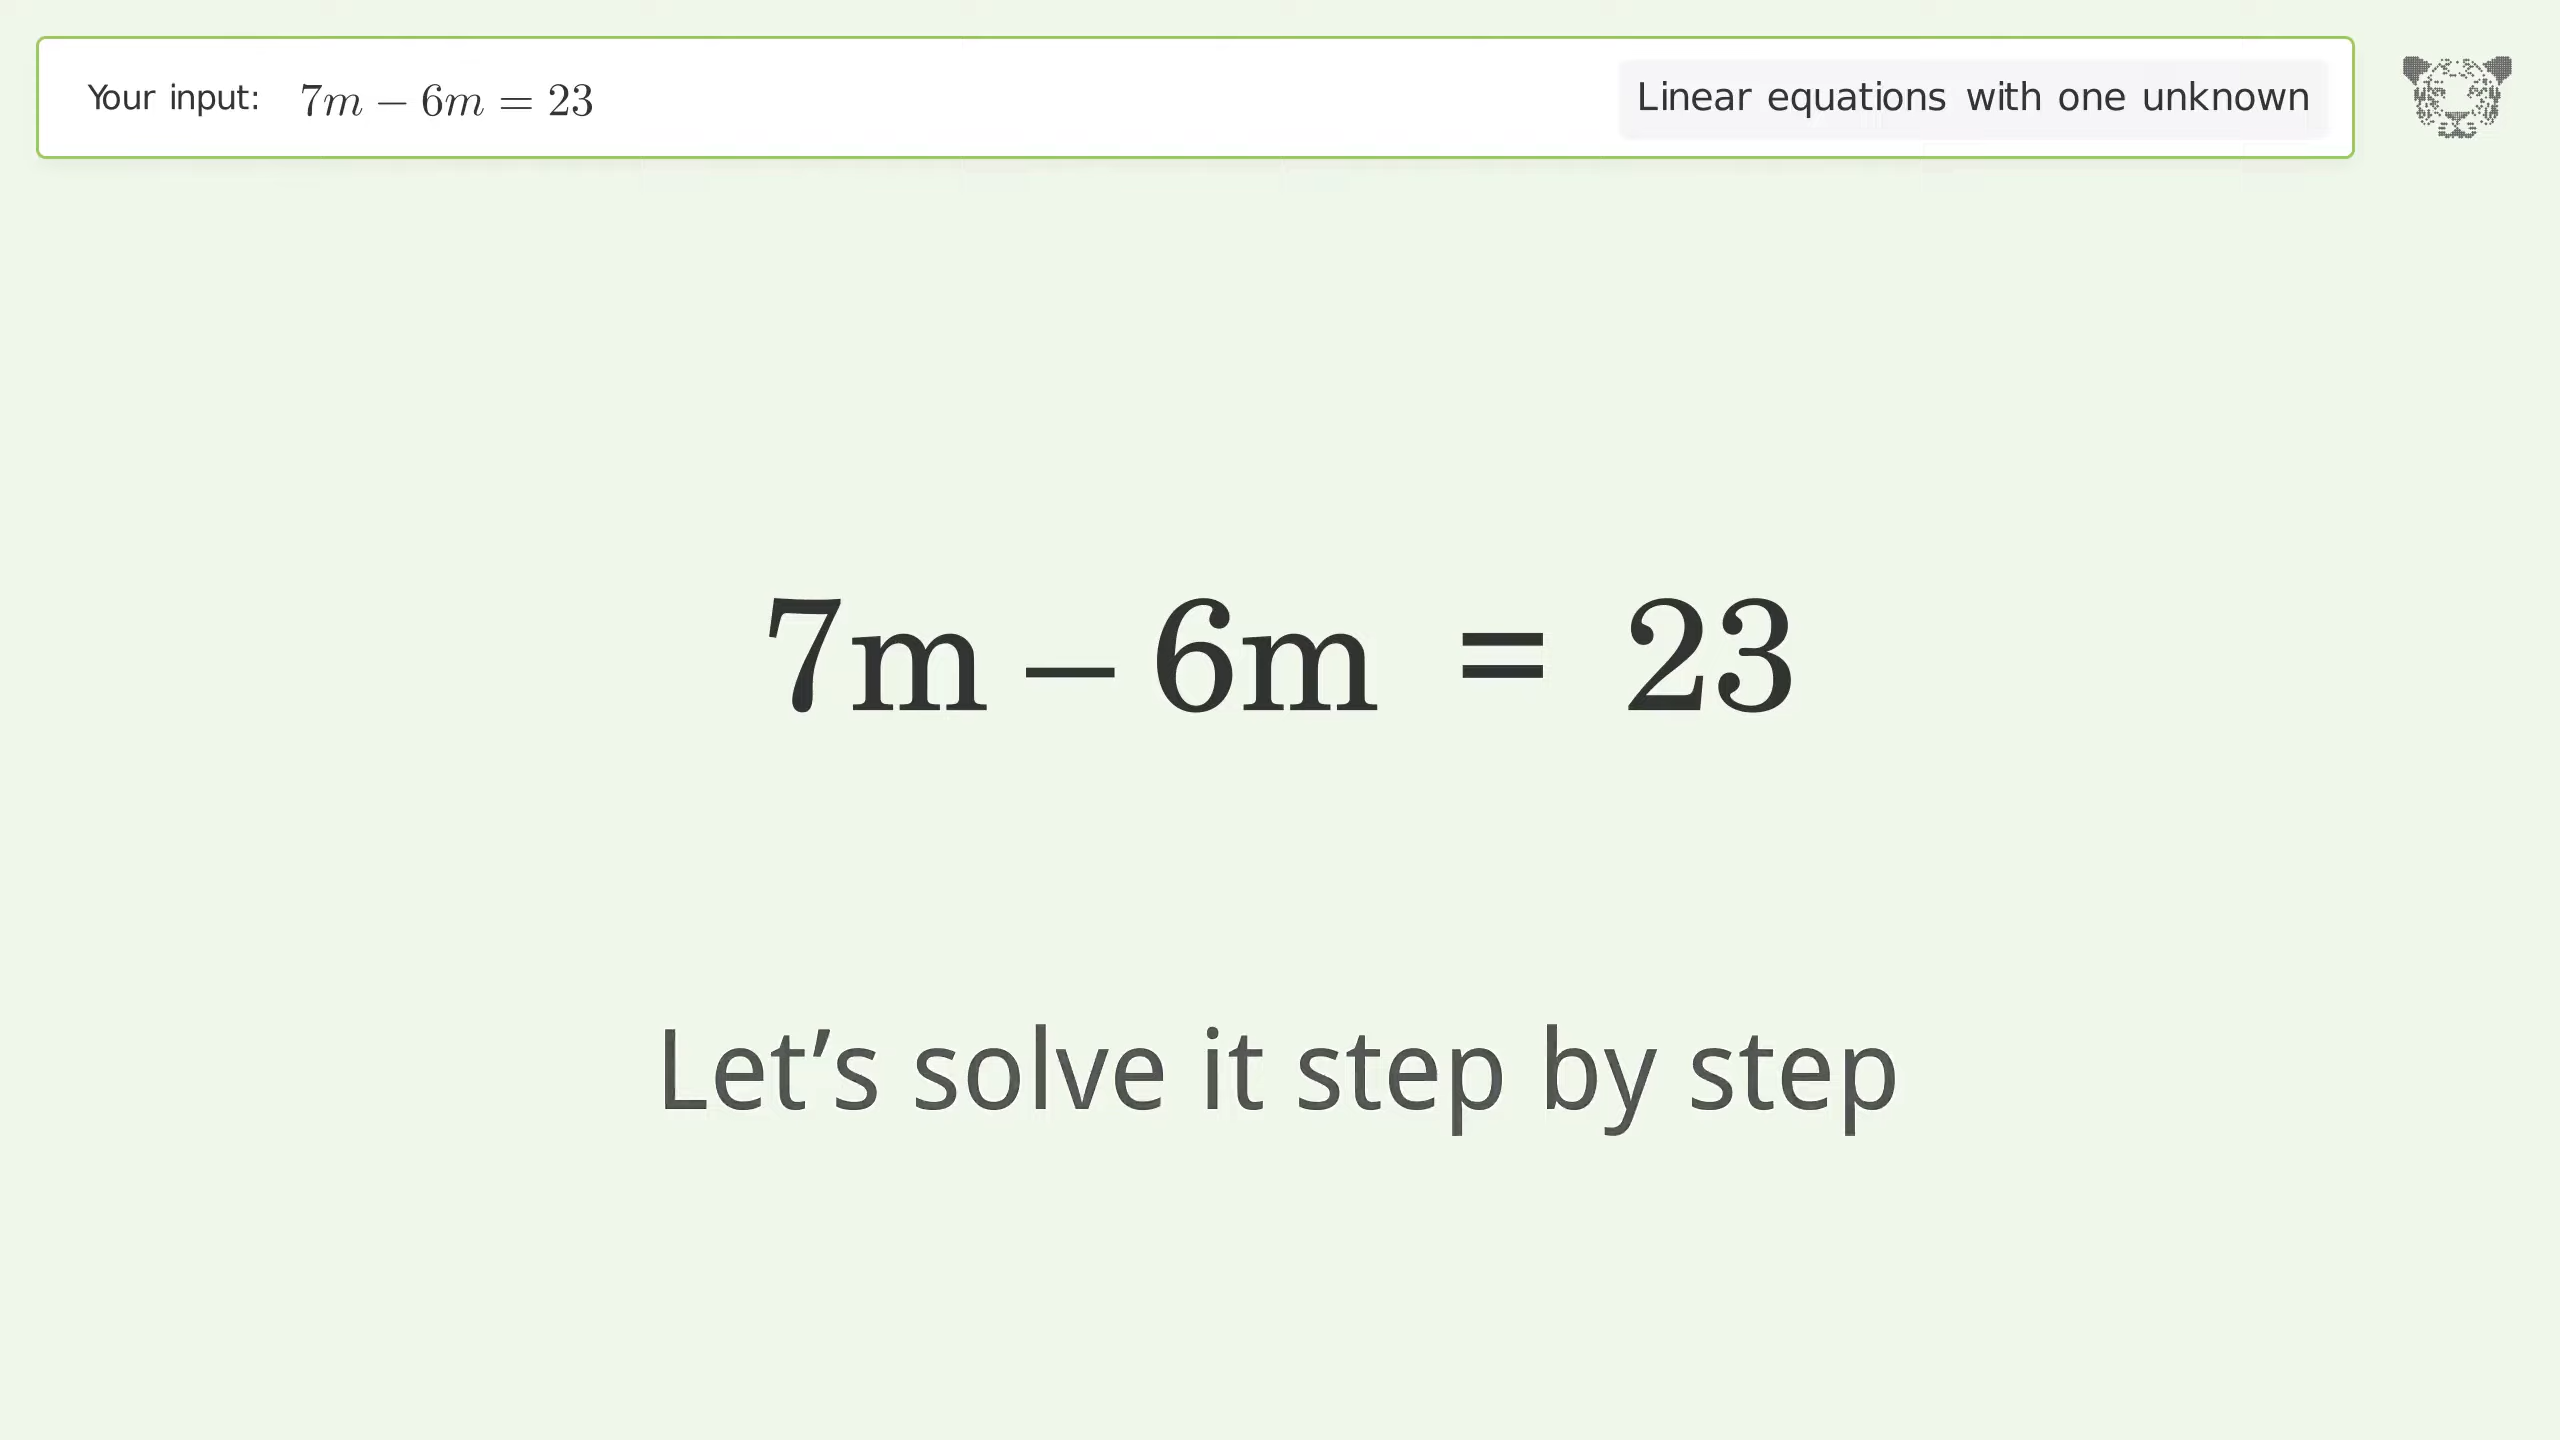 Your input: 7m − 6m = 23
Linear equations with one unknown
7m – 6m = 23
Let’s solve it step by step